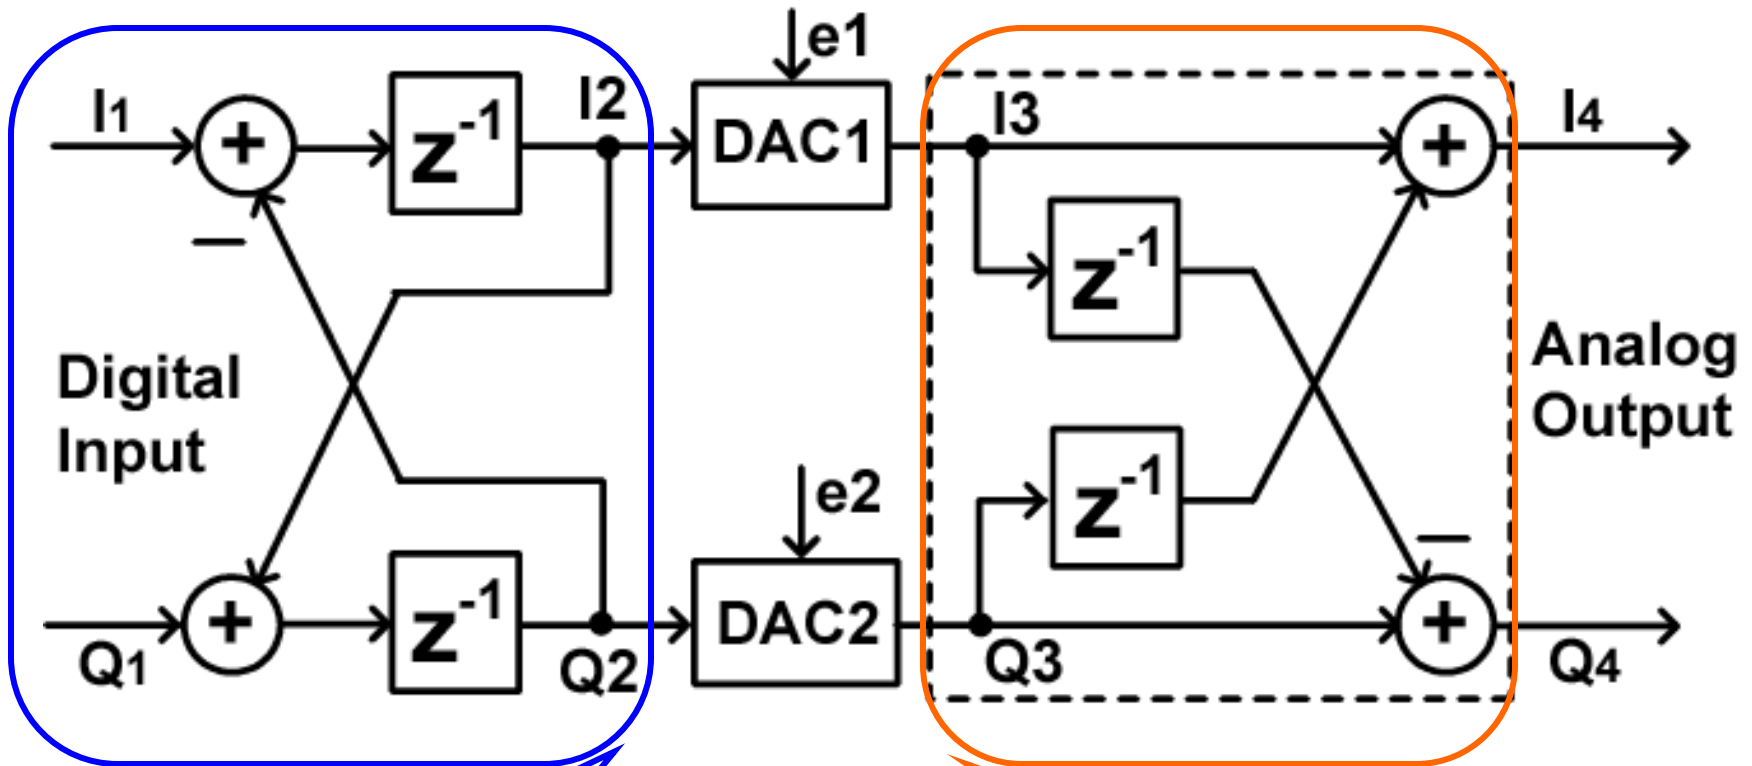 I1
z-1
I2
e1
DAC1
I3
I4
z-1
Digital
Input
Analog
Output
z-1
e2
Q1
z-1
Q2
DAC2
Q3
Q4
+
+
+
+
−
−